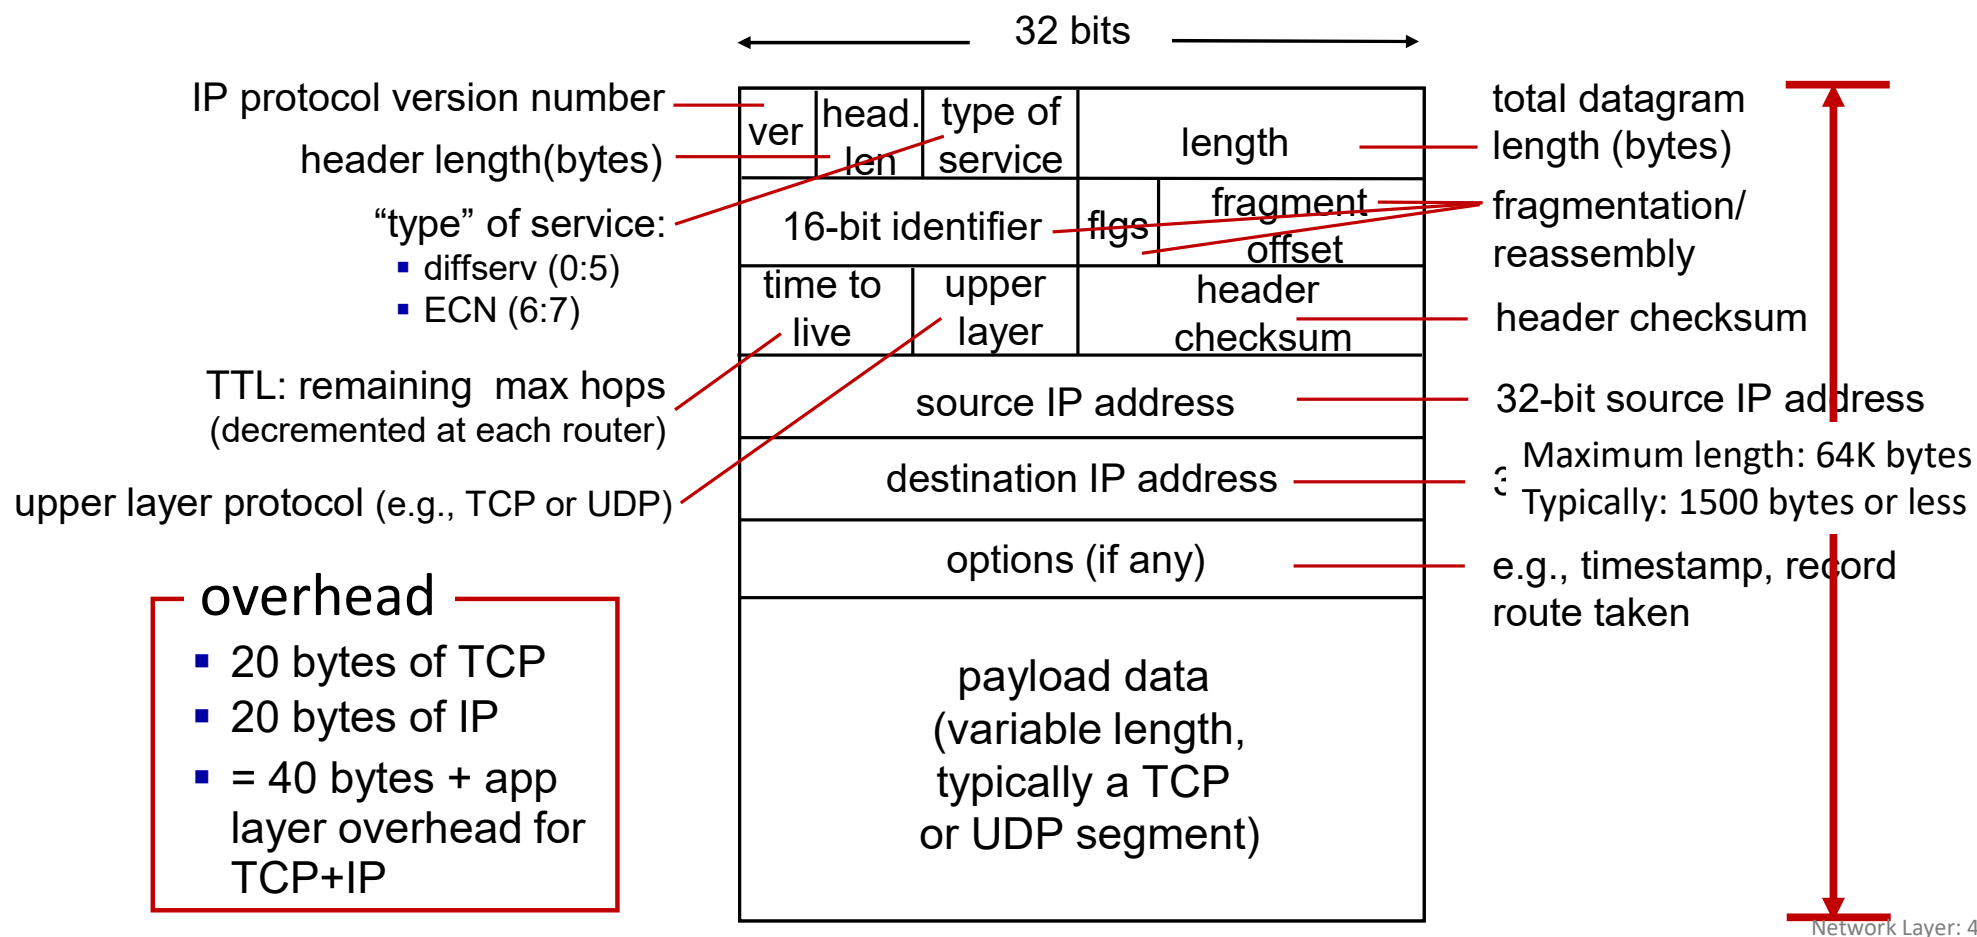 32 bits
IP protocol version number
header length(bytes)
“type” of service:
▪ diffserv (0:5)
▪ ECN (6:7)
TTL: remaining max hops
(decremented at each router)
upper layer protocol (e.g., TCP or UDP)
overhead
▪ 20 bytes of TCP
▪ 20 bytes of IP
▪ = 40 bytes + app
layer overhead for
TCP+IP
ver
head.
len
type of
service
length
16-bit identifier
flgs
fragment
offset
time to
live
upper
layer
header
checksum
source IP address
destination IP address
options (if any)
payload data
(variable length,
typically a TCP
or UDP segment)
total datagram
length (bytes)
fragmentation/
reassembly
header checksum
32-bit source IP address
Maximum length: 64K bytes
Typically: 1500 bytes or less
e.g., timestamp, record
route taken
Network Layer: 4